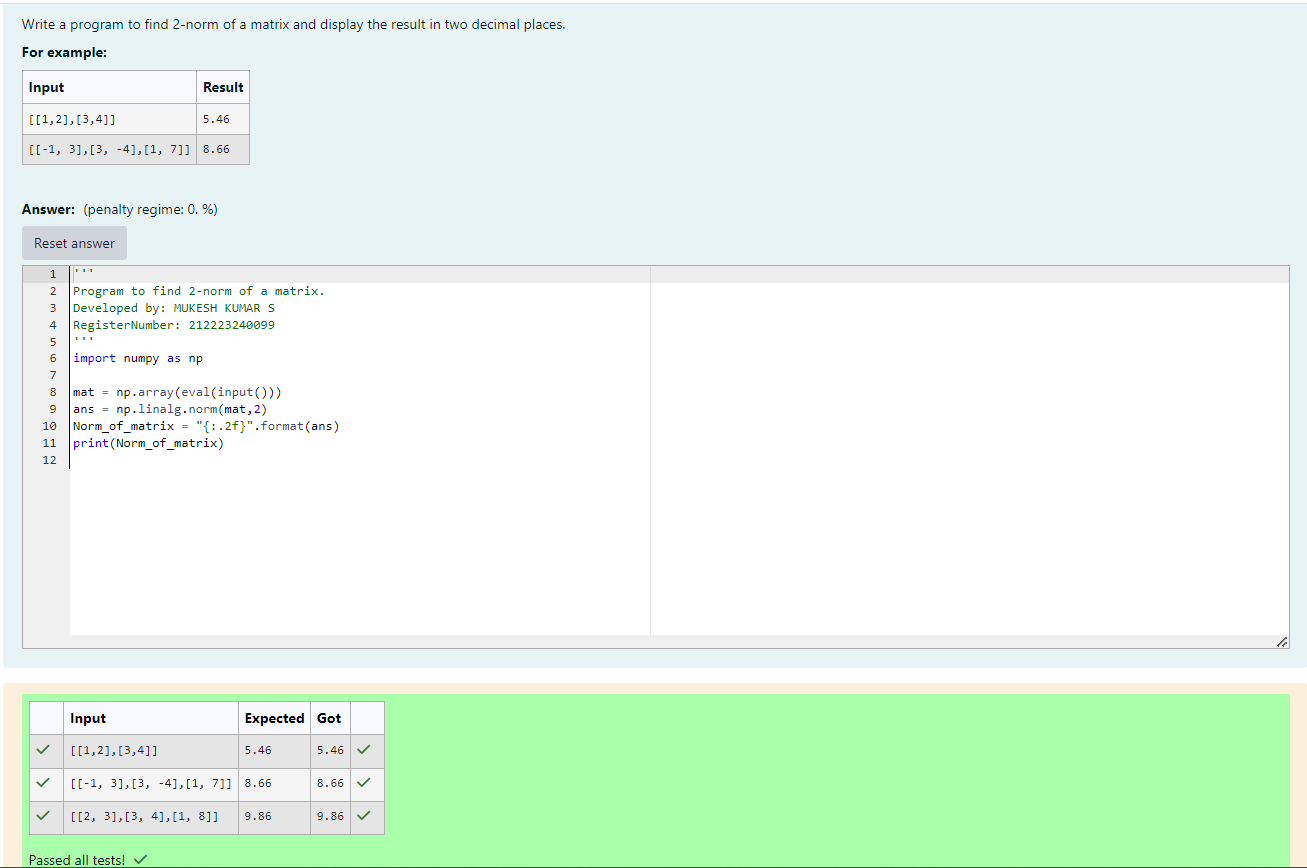 Write a program to find 2-norm of a matrix and display the result in two decimal places.
For example:
Input Result
[[1,2],[3,4]] 5.46
[[-1, 3],[3, -4],[1, 7]] 8.66
Answer: (penalty regime: 0. %)
Reset answer
1 '''
2 Program to find 2-norm of a matrix.
3 Developed by: MUKESH KUMAR S
4 RegisterNumber: 212223240099
5 '''
6 import numpy as np
7
8 mat = np.array(eval(input()))
9 ans = np.linalg.norm(mat,2)
10 Norm_of_matrix = "{:.2f}".format(ans)
11 print(Norm_of_matrix)
12
Input Expected Got
[[1,2],[3,4]] 5.46 5.46
[[-1, 3],[3, -4],[1, 7]] 8.66 8.66
[[2, 3],[3, 4],[1, 8]] 9.86 9.86
Passed all tests!